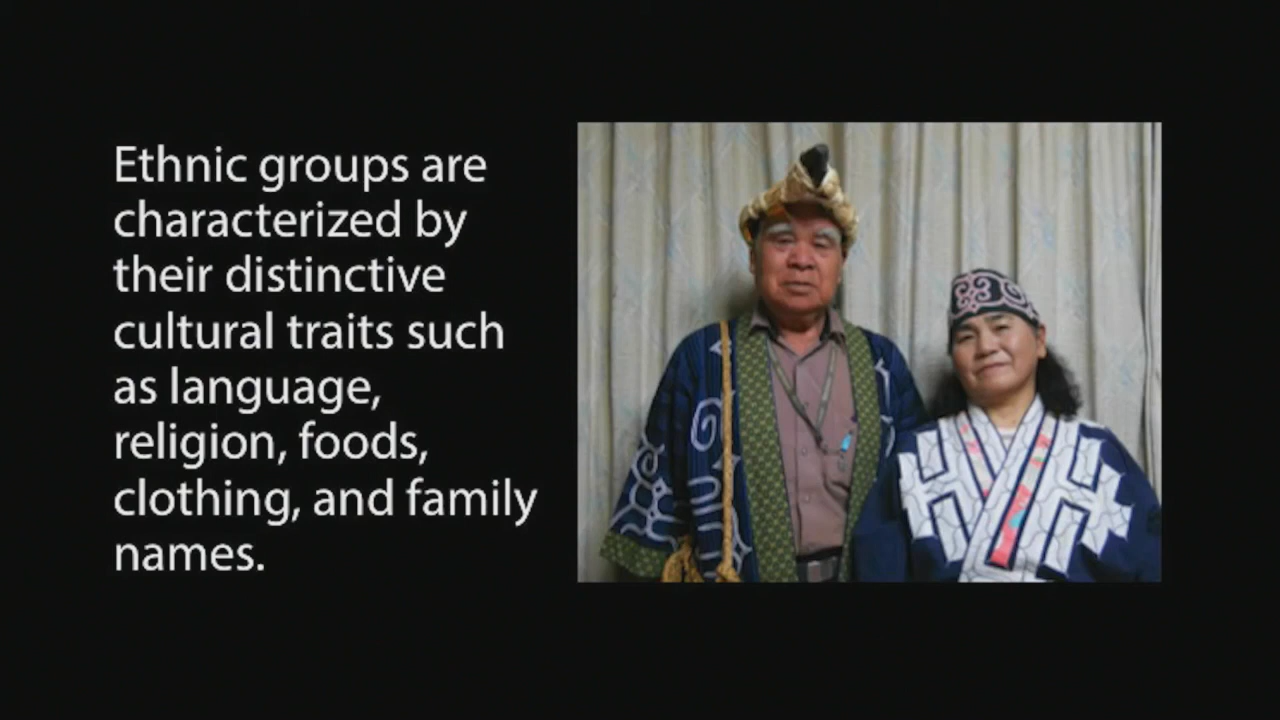 Ethnic groups are
characterized by
their distinctive
cultural traits such
as language,
religion, foods,
clothing, and family
names.